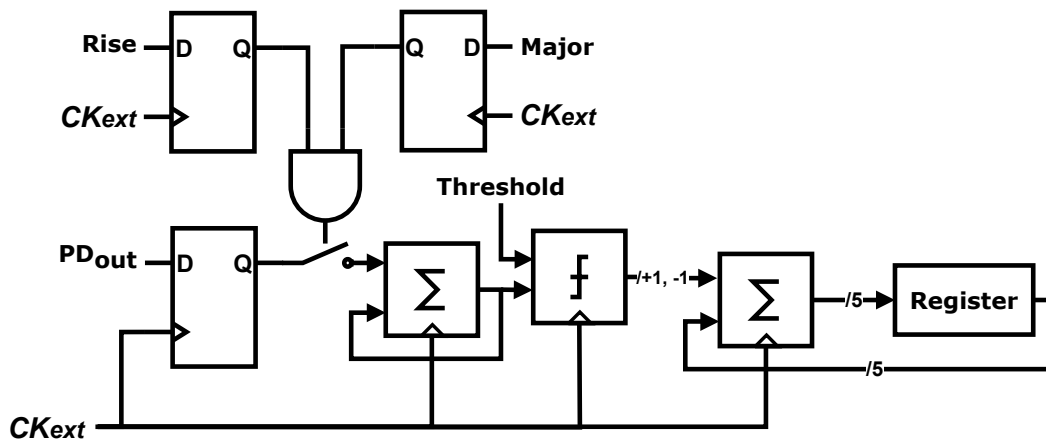 Rise D Q Q D Major
CKext CKext
Threshold
PDout D Q
Σ /+1, -1 Σ /5 Register
/5
CKext